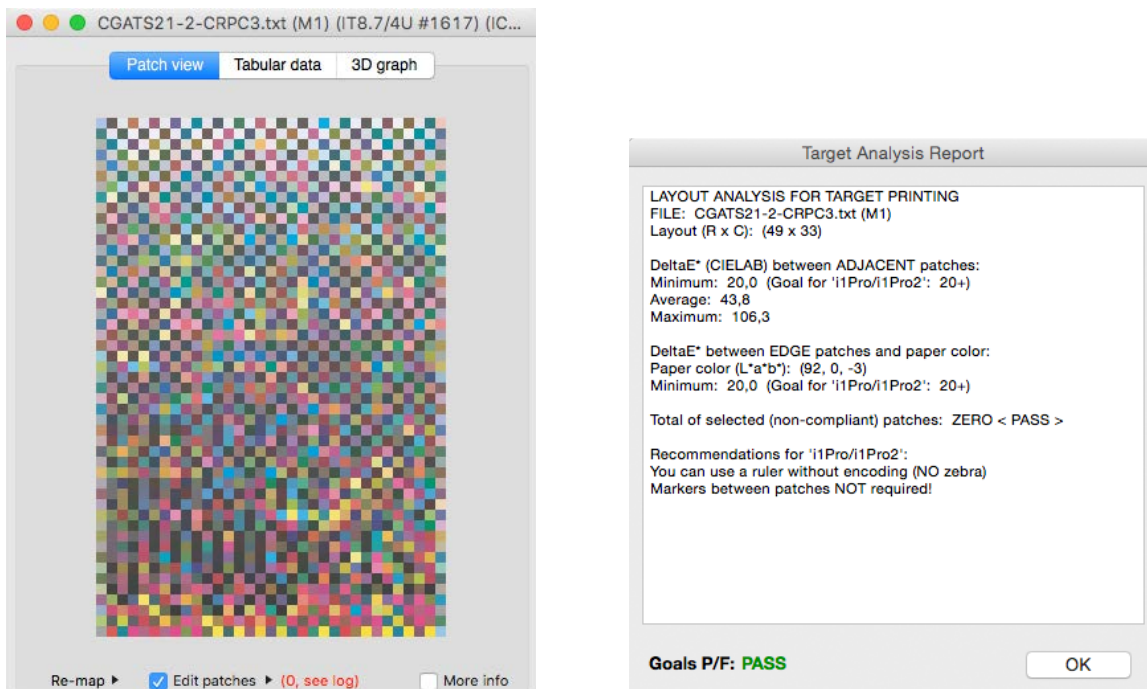 CGATS21-2-CRPC3.txt (M1) (IT8.7/4U #1617) (IC...
Patch view Tabular data 3D graph
Re-map Edit patches (0, see log) More info
Target Analysis Report
LAYOUT ANALYSIS FOR TARGET PRINTING
FILE: CGATS21-2-CRPC3.txt (M1)
Layout (R x C): (49 x 33)
DeltaE* (CIELAB) between ADJACENT patches:
Minimum: 20,0 (Goal for 'i1Pro/i1Pro2': 20+)
Average: 43,8
Maximum: 106,3
DeltaE* between EDGE patches and paper color:
Paper color (L*a*b*): (92, 0, -3)
Minimum: 20,0 (Goal for 'i1Pro/i1Pro2': 20+)
Total of selected (non-compliant) patches: ZERO < PASS >
Recommendations for 'i1Pro/i1Pro2':
You can use a ruler without encoding (NO zebra)
Markers between patches NOT required!
Goals P/F: PASS
OK